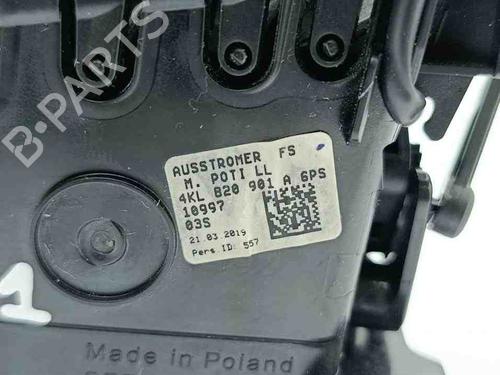 B-PARTS
AUSSTROMER FS
M. POTI LL
4KL 820 901 A 6PS
10997
03S
21.03.2019
Pers.ID: 557
1
Made in Poland